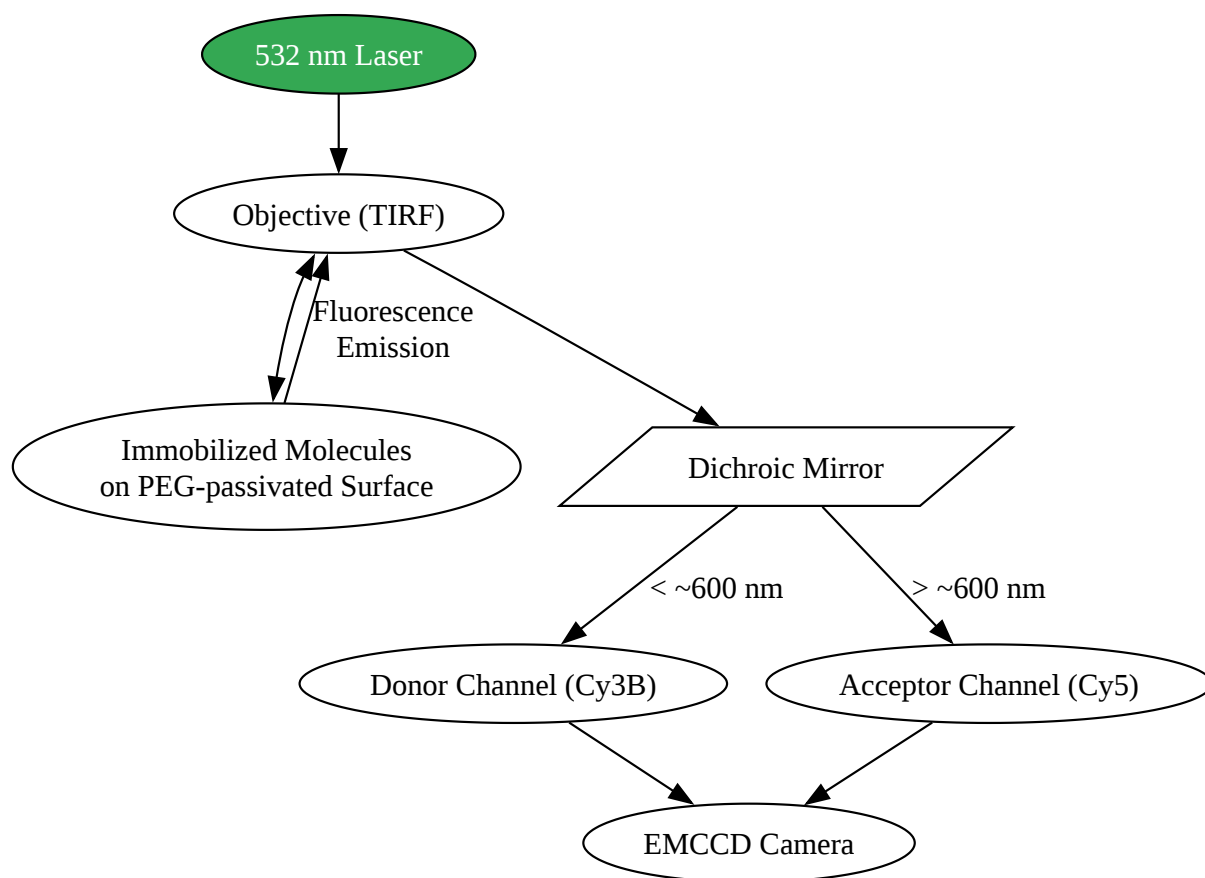 532 nm Laser
Objective (TIRF)
Fluorescence
Emission
Immobilized Molecules
on PEG-passivated Surface
Dichroic Mirror
< ~600 nm
> ~600 nm
Donor Channel (Cy3B)
Acceptor Channel (Cy5)
EMCCD Camera